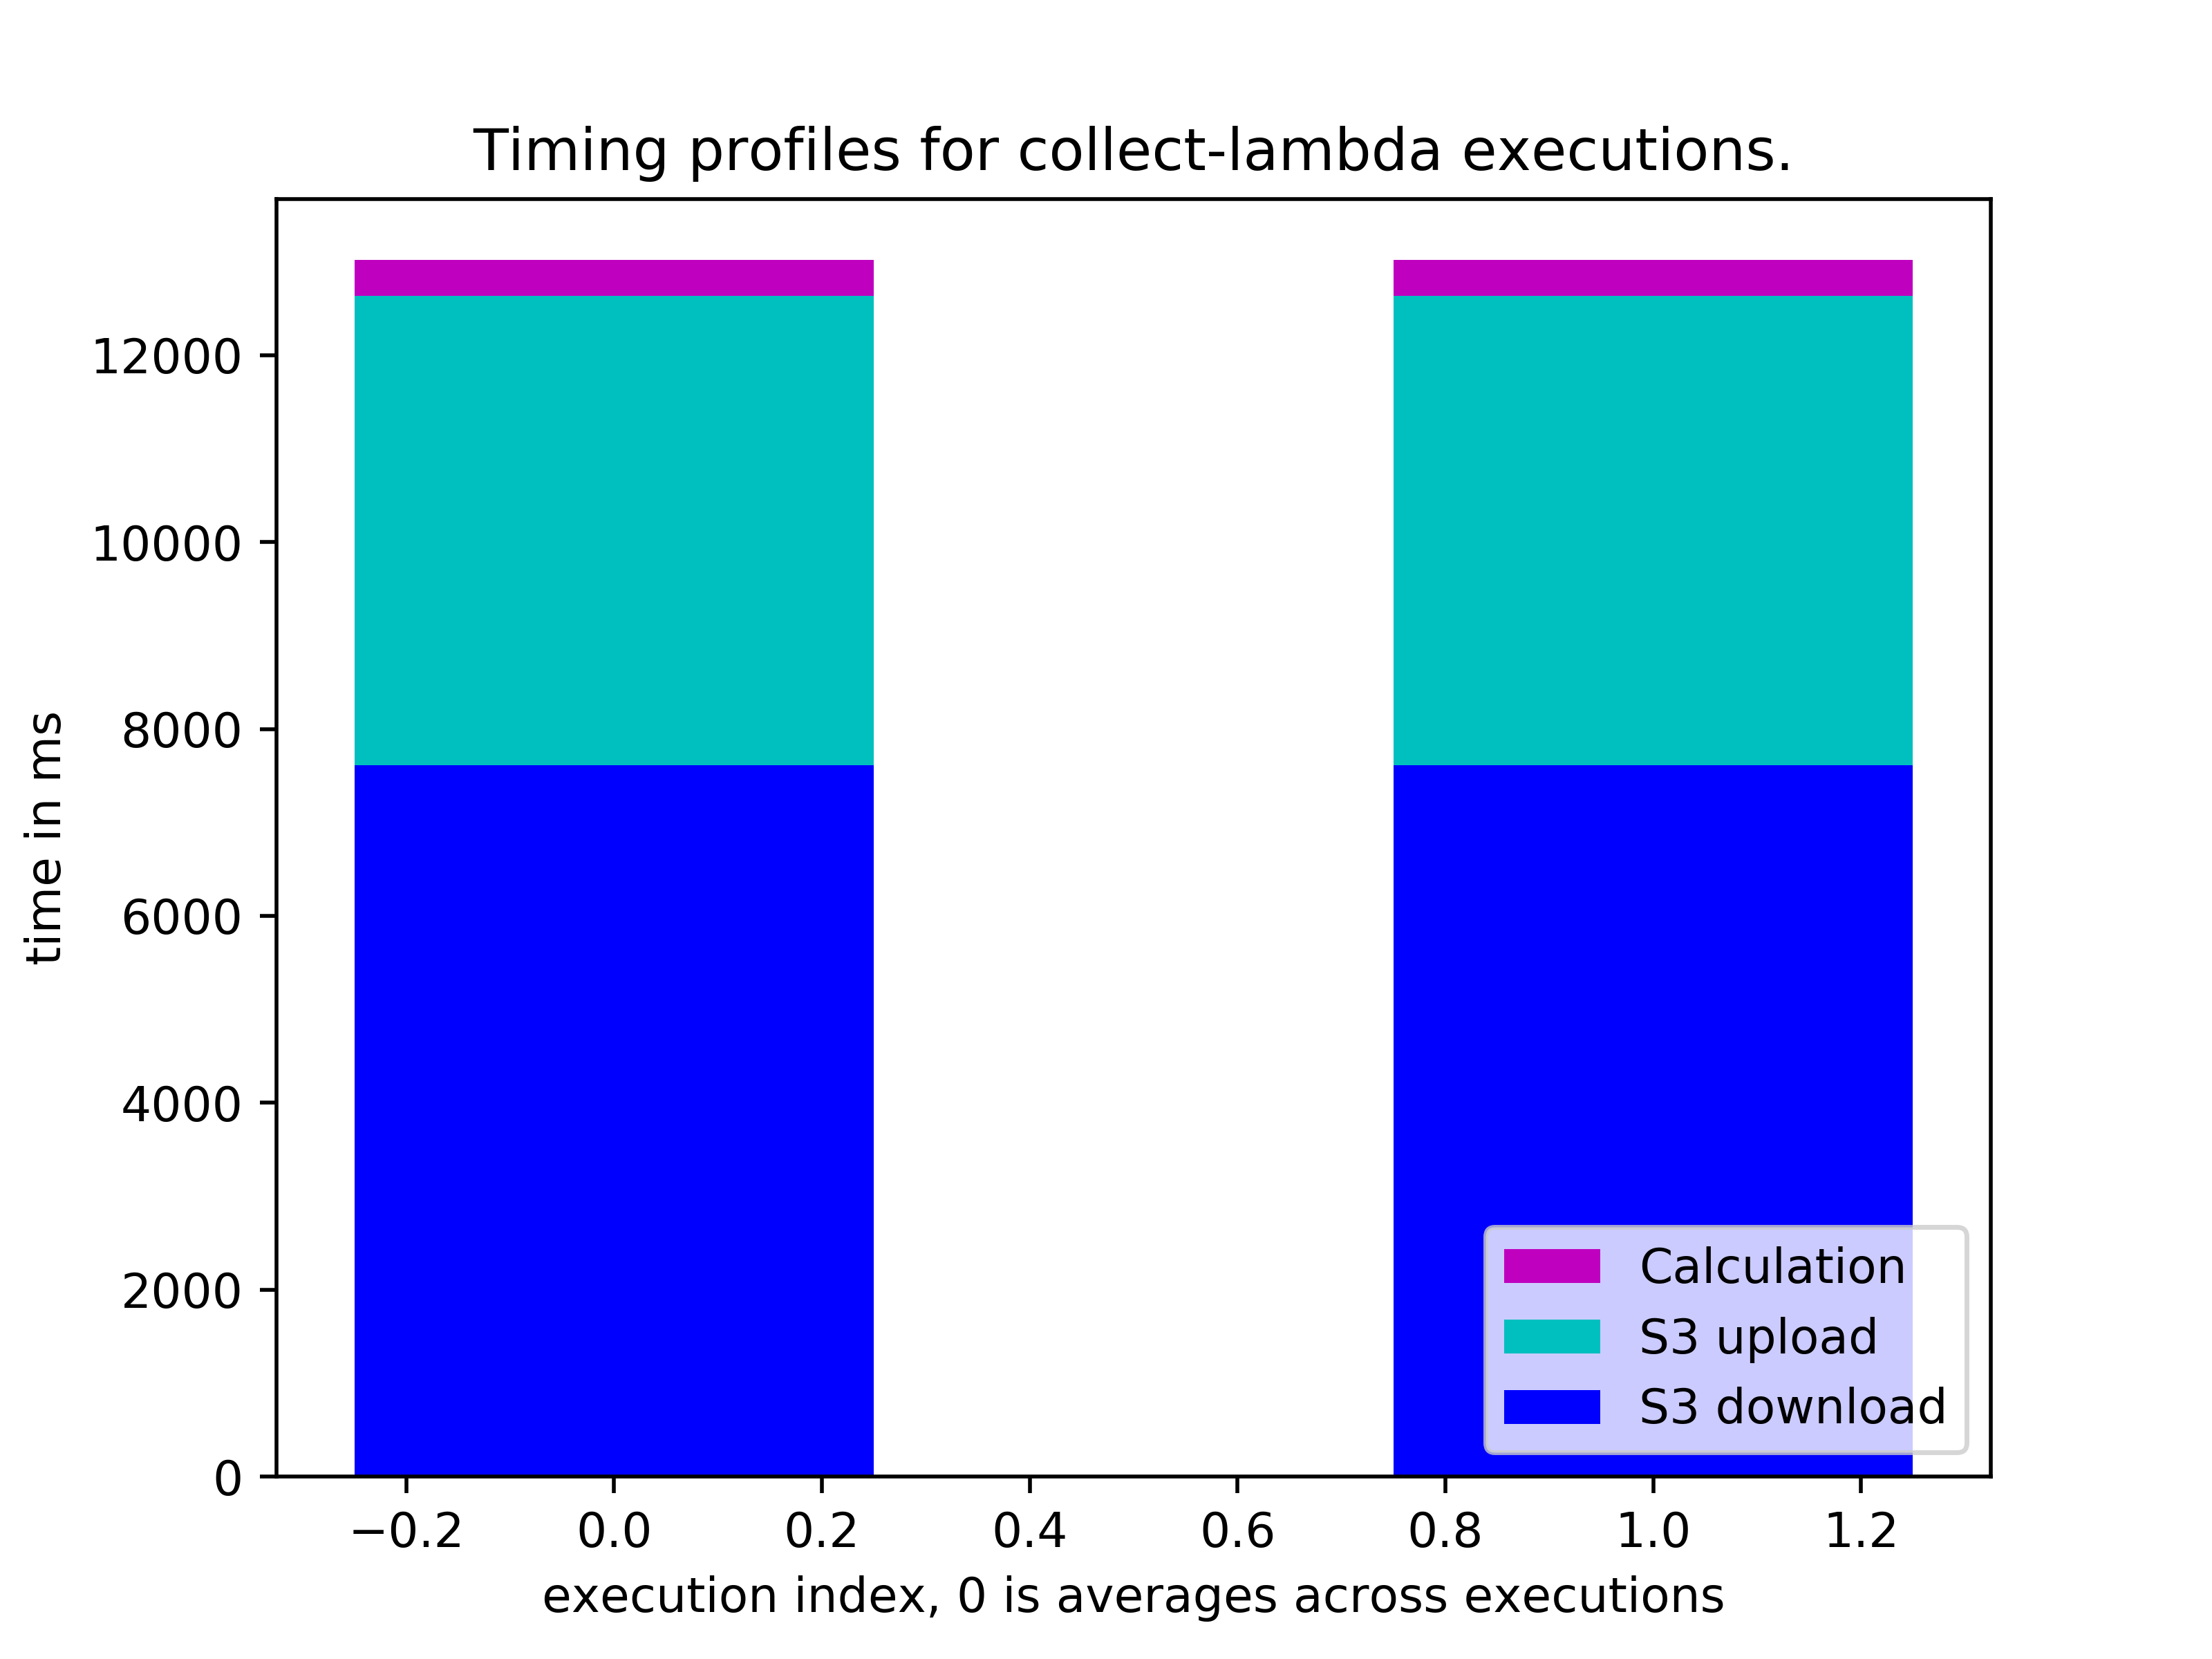 Timing profiles for collect-lambda executions.
12000
10000
8000
6000
4000
2000
0
time in ms
Calculation
S3 upload
S3 download
−0.2 0.0 0.2 0.4 0.6 0.8 1.0 1.2
execution index, 0 is averages across executions